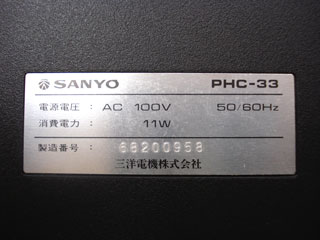 SANYO PHC-33
電源電圧: AC 100V 50/60Hz
消費電力: 11W
製造番号: 68200958
三洋電機株式会社